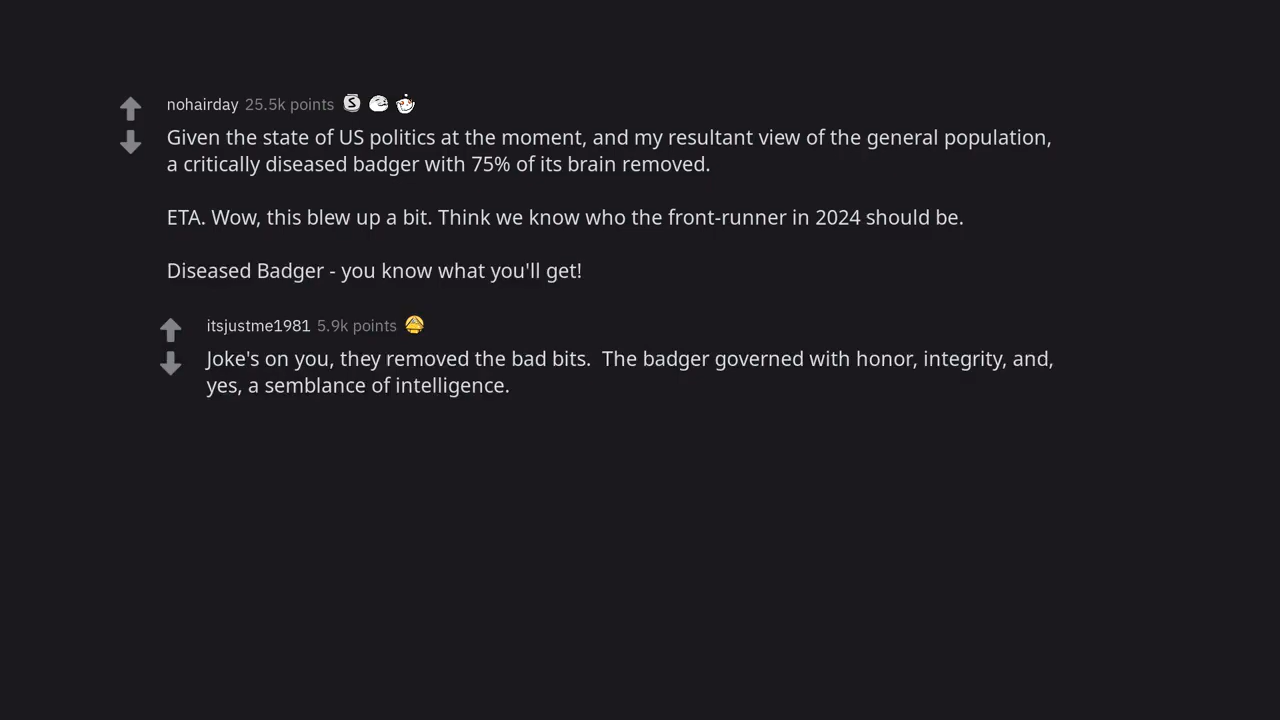 nohairday 25.5k points
Given the state of US politics at the moment, and my resultant view of the general population,
a critically diseased badger with 75% of its brain removed.
ETA. Wow, this blew up a bit. Think we know who the front-runner in 2024 should be.
Diseased Badger - you know what you'll get!
itsjustme1981 5.9k points
Joke's on you, they removed the bad bits.  The badger governed with honor, integrity, and,
yes, a semblance of intelligence.